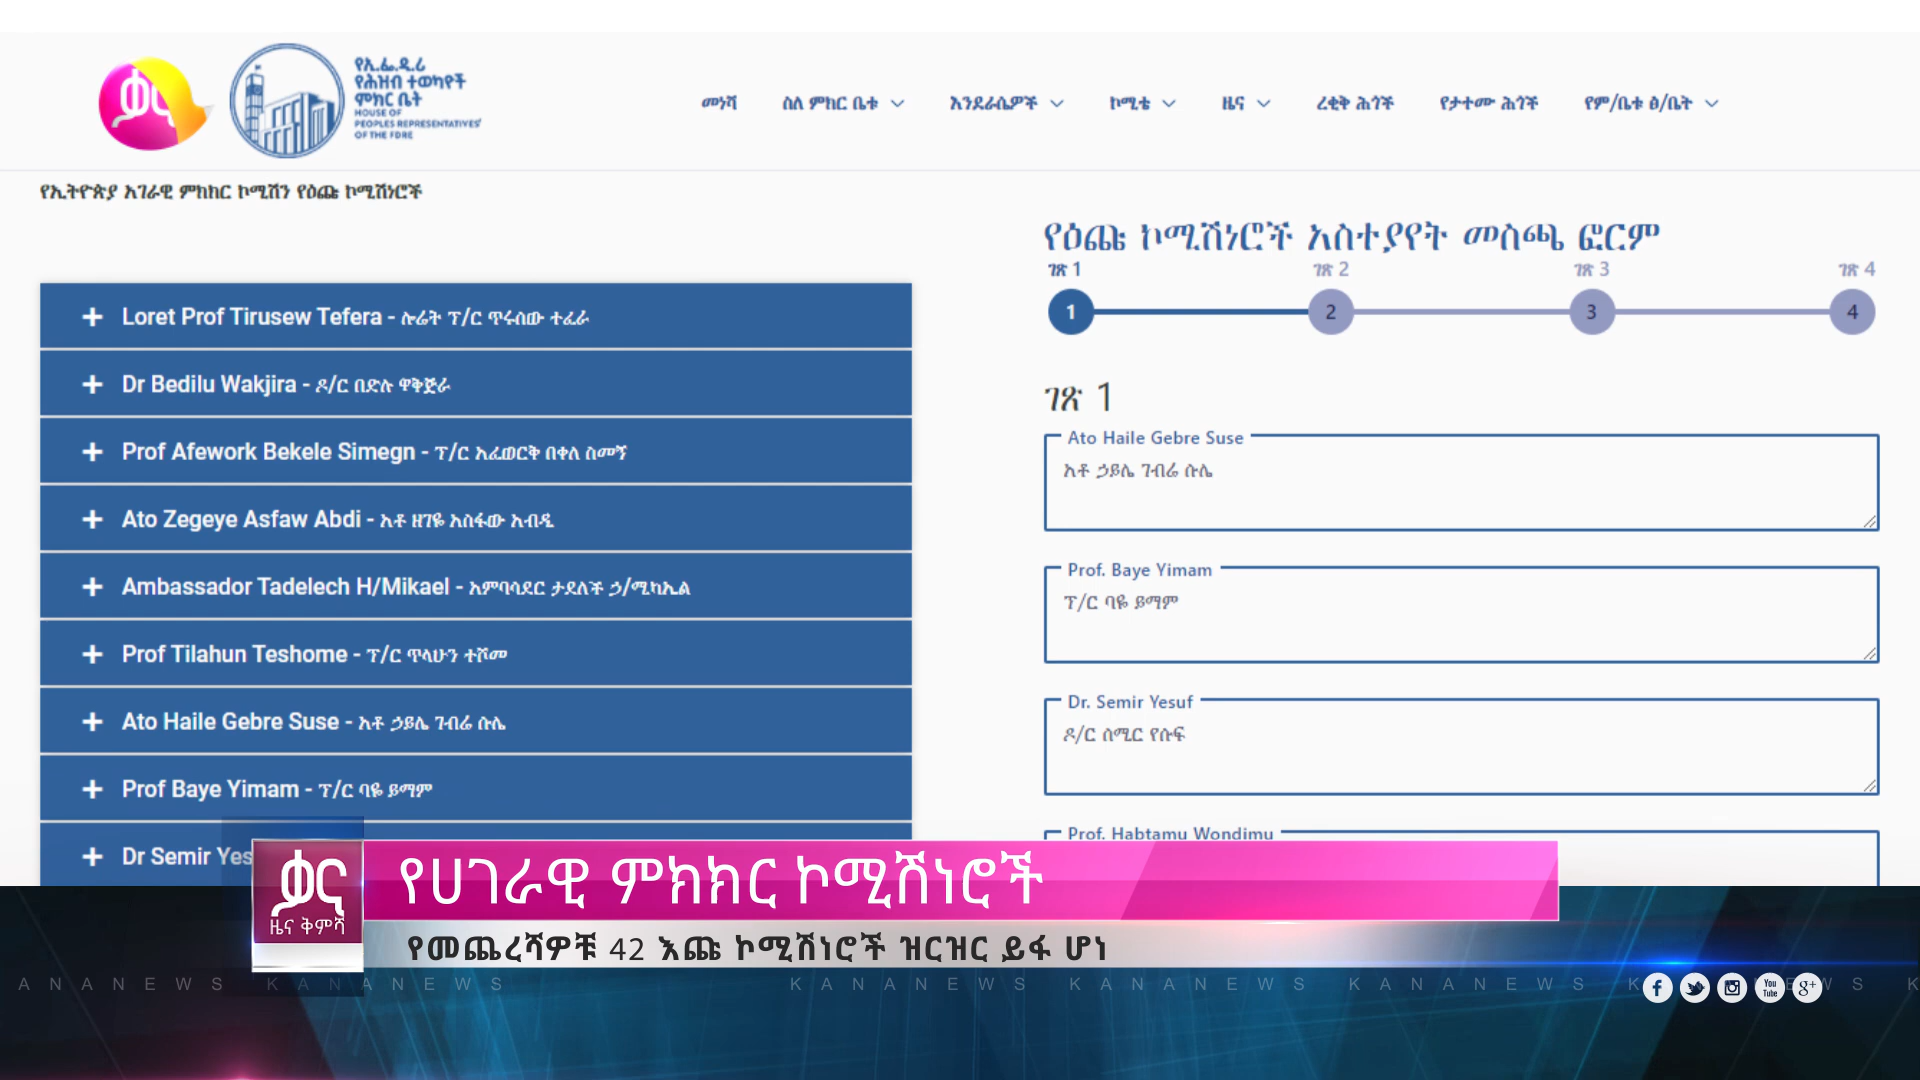 ቃና
የኢ.ፌ.ዲ.ሪ
የሕዝብ ተወካዮች
ምክር ቤት
HOUSE OF
PEOPLES REPRESENTATIVES'
OF THE FDRE
መነሻ
ስለ ምክር ቤቱ
እንደራሴዎች
ኮሚቴ
ዜና
ረቂቅ ሕጎች
የታተሙ ሕጎች
የም/ቤቱ ፅ/ቤት
የኢትዮጵያ አገራዊ ምክክር ኮሚሽን የዕጩ ኮሚሽነሮች
Loret Prof Tirusew Tefera - ሎሬት ፕ/ር ጥሩሰው ተፈራ
Dr Bedilu Wakjira - ዶ/ር በድሉ ዋቅጅራ
Prof Afework Bekele Simegn - ፕ/ር አፈወርቅ በቀለ ስመኝ
Ato Zegeye Asfaw Abdi - አቶ ዘገዬ አስፋው አብዲ
Ambassador Tadelech H/Mikael - አምባሳደር ታደለች ኃ/ሚካኤል
Prof Tilahun Teshome - ፕ/ር ጥላሁን ተሾመ
Ato Haile Gebre Suse - አቶ ኃይሌ ገብሬ ሱሴ
Prof Baye Yimam - ፕ/ር ባዬ ይማም
Dr Semir Yes
የዕጩ ኮሚሽነሮች አስተያየት መስጫ ፎርም
ገጽ 1
ገጽ 2
ገጽ 3
ገጽ 4
1
2
3
4
ገጽ 1
Ato Haile Gebre Suse
አቶ ኃይሌ ገብሬ ሱሴ
Prof. Baye Yimam
ፕ/ር ባዬ ይማም
Dr. Semir Yesuf
ዶ/ር ሰሚር የሱፍ
Prof. Habtamu Wondimu
ቃና
ዜና ቅምሻ
የሀገራዊ ምክክር ኮሚሽነሮች
የመጨረሻዎቹ 42 እጩ ኮሚሽነሮች ዝርዝር ይፋ ሆነ
ANANEWS KANANEWS KANANEWS KANANEWS KANANEWS K
You Tube
g+